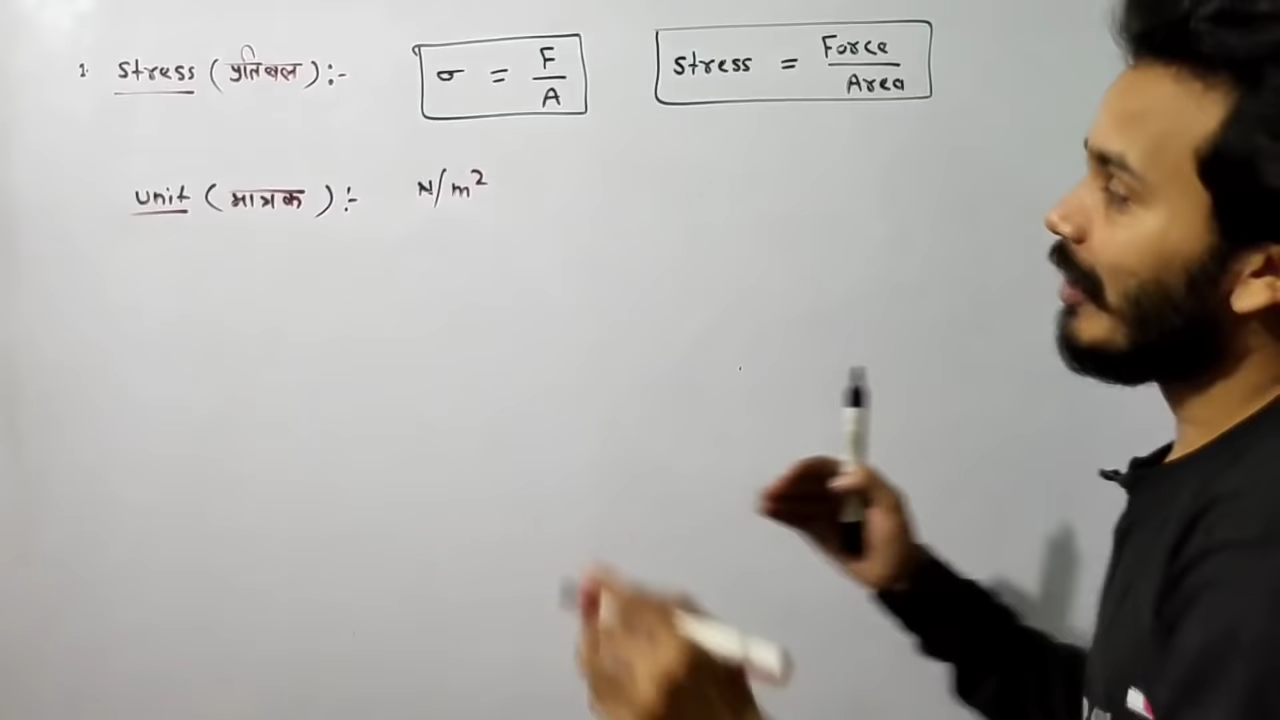 1. Stress (प्रतिबल) :- σ = F/A Stress = Force/Area
Unit (मात्रक) :- N/m²